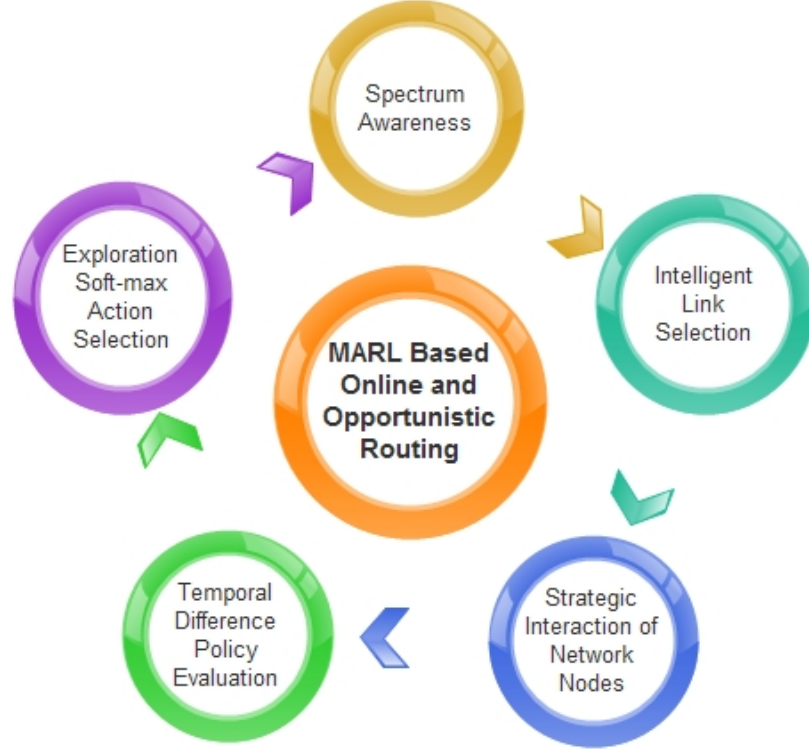 Spectrum
Awareness
Intelligent
Link
Selection
Strategic
Interaction of
Network
Nodes
Temporal
Difference
Policy
Evaluation
Exploration
Soft-max
Action
Selection
MARL Based
Online and
Opportunistic
Routing